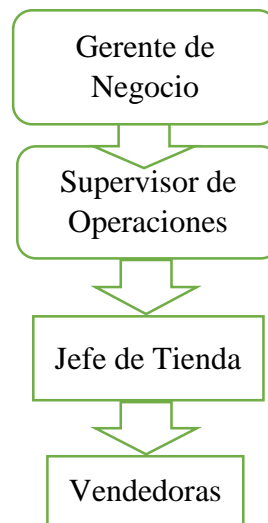 Gerente de
Negocio
Supervisor de
Operaciones
Jefe de Tienda
Vendedoras